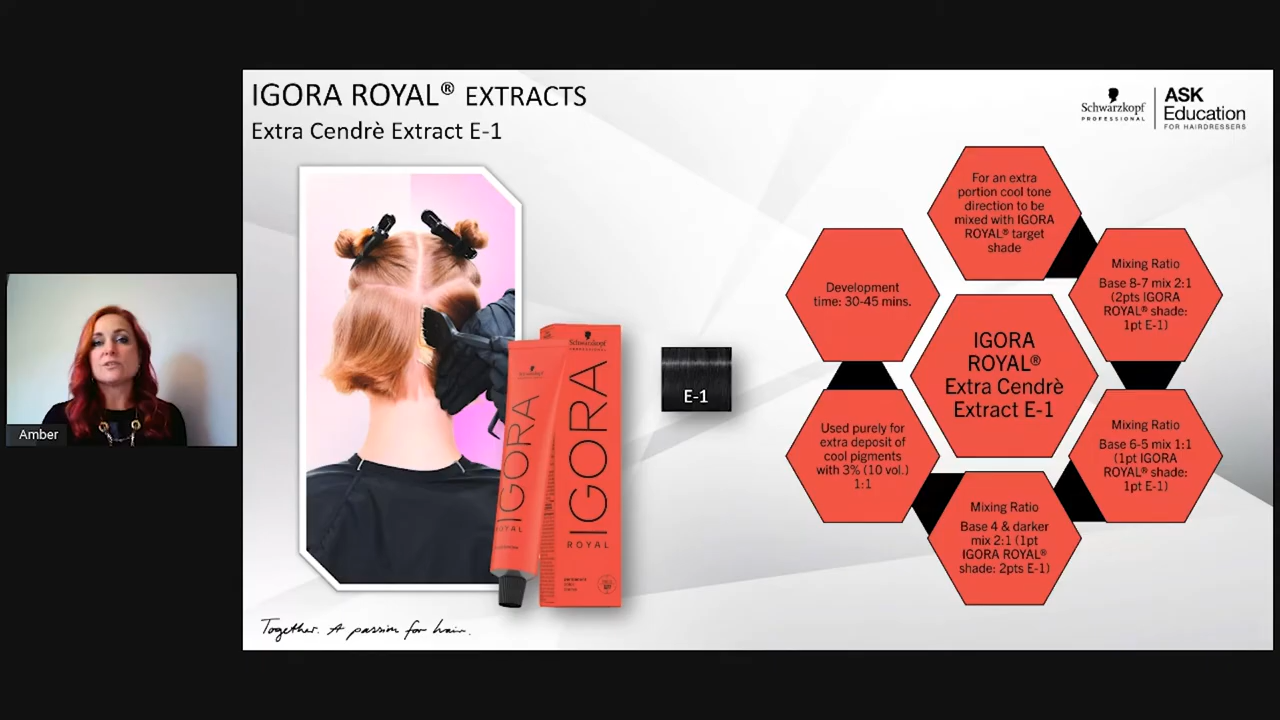 IGORA ROYAL® EXTRACTS
Extra Cendrè Extract E-1
Schwarzkopf
PROFESSIONAL
ASK
Education
FOR HAIRDRESSERS
For an extra
portion cool tone
direction to be
mixed with IGORA
ROYAL® target
shade
Mixing Ratio
Base 8-7 mix 2:1
(2pts IGORA
ROYAL® shade:
1pt E-1)
Mixing Ratio
Base 6-5 mix 1:1
(1pt IGORA
ROYAL® shade:
1pt E-1)
Mixing Ratio
Base 4 & darker
mix 2:1 (1pt
IGORA ROYAL®
shade: 2pts E-1)
Used purely for
extra deposit of
cool pigments
with 3% (10 vol.)
1:1
Development
time: 30-45 mins.
IGORA
ROYAL®
Extra Cendrè
Extract E-1
E-1
Schwarzkopf
PROFESSIONAL
IGORA
ROYAL
Schwarzkopf
IGORA
ROYAL
Amber
Together. A passion for hair.